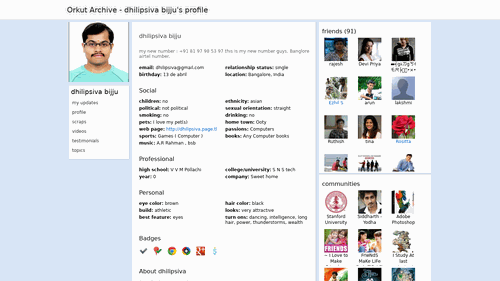 Orkut Archive - dhilipsiva bijju's profile
dhilipsiva bijju
my updates
profile
scraps
videos
testimonials
topics
dhilipsiva bijju
my new number : +91 81 97 98 53 97 this is my new number guys. Banglore
airtel number.
email: dhilipsiva@gmail.com
birthday: 13 de abril
relationship status: single
location: Bangalore, India
Social
children: no
political: not political
smoking: no
pets: I love my pet(s)
web page: http://dhilipsiva.page.tl
sports: Games ( Computer )
music: A.R Rahman , bsb
ethnicity: asian
sexual orientation: straight
drinking: no
home town: Ooty
passions: Computers
books: Any Computer books
Professional
high school: V V M Pollachi
year: 0
college/university: S N S tech
company: Sweet home
Personal
eye color: brown
build: athletic
best feature: eyes
hair color: black
looks: very attractive
turn ons: dancing, intelligence, long
hair, power, thunderstorms, wealth
Badges
About dhilipsiva
friends (91)
rajesh
Devi Priya
arun
lakshmi
Ruthish
tina
communities
Stanford
University
Siddharth -
Yodha
Adobe
Photoshop
~ I Love to
Make
Friends
MaKe LiFe
I Study At
last